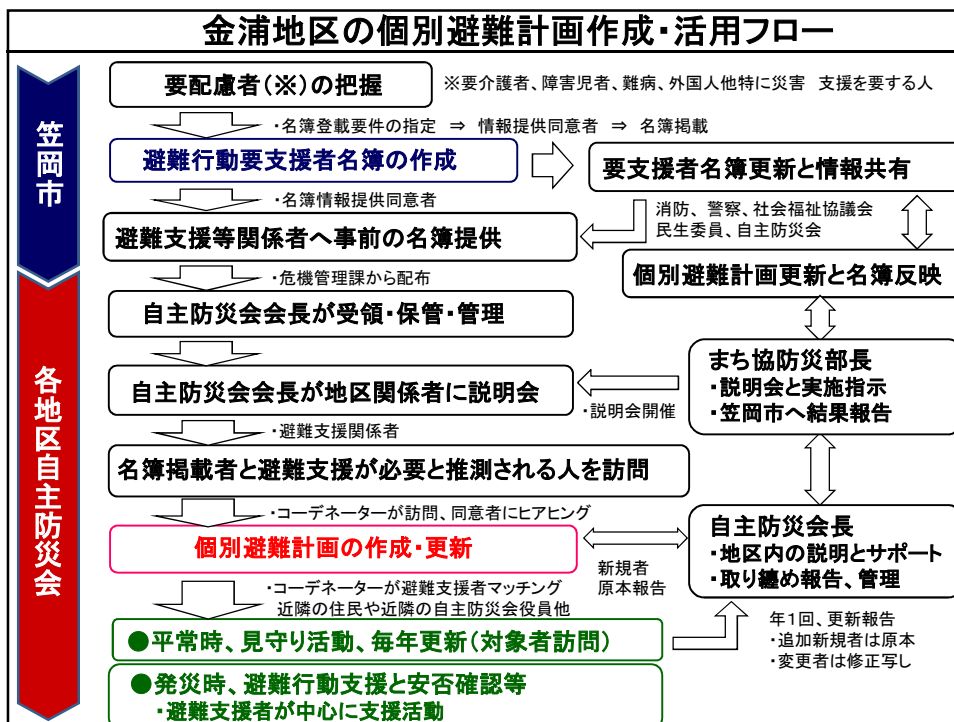 金浦地区の個別避難計画作成・活用フロー
笠岡市
各地区自主防災会
要配慮者(※)の把握
※要介護者、障害児者、難病、外国人他特に災害 支援を要する人
・名簿登載要件の指定 ⇒ 情報提供同意者 ⇒ 名簿掲載
避難行動要支援者名簿の作成
要支援者名簿更新と情報共有
・名簿情報提供同意者
消防、警察、社会福祉協議会
民生委員、自主防災会
避難支援等関係者へ事前の名簿提供
個別避難計画更新と名簿反映
・危機管理課から配布
自主防災会会長が受領・保管・管理
まち協防災部長
・説明会と実施指示
・笠岡市へ結果報告
自主防災会会長が地区関係者に説明会
・説明会開催
・避難支援関係者
名簿掲載者と避難支援が必要と推測される人を訪問
・コーデネーターが訪問、同意者にヒアヒング
個別避難計画の作成・更新
新規者
原本報告
自主防災会長
・地区内の説明とサポート
・取り纏め報告、管理
・コーデネーターが避難支援者マッチング
近隣の住民や近隣の自主防災会役員他
●平常時、見守り活動、毎年更新(対象者訪問)
年1回、更新報告
・追加新規者は原本
・変更者は修正写し
●発災時、避難行動支援と安否確認等
・避難支援者が中心に支援活動